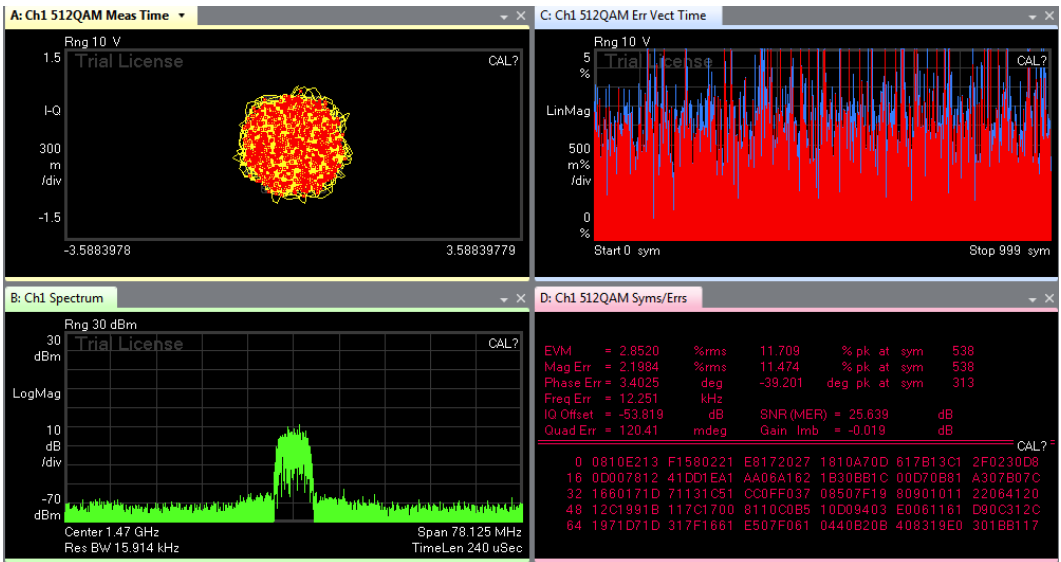 A: Ch1 512QAM Meas Time
Rng 10 V
1.5
Trial License
CAL?
I-Q
300
m
/div
-1.5
-3.5883978
3.58839779
C: Ch1 512QAM Err Vect Time
Rng 10 V
5
%
Trial License
CAL?
LinMag
500
m%
/div
0
%
Start 0 sym
Stop 999 sym
B: Ch1 Spectrum
Rng 30 dBm
30
dBm
Trial License
CAL?
LogMag
10
dB
/div
-70
dBm
Center 1.47 GHz
Span 78.125 MHz
Res BW 15.914 kHz
TimeLen 240 uSec
D: Ch1 512QAM Syms/Errs
EVM = 2.8520 %rms 11.709 % pk at sym 538
Mag Err = 2.1984 %rms 11.474 % pk at sym 538
Phase Err = 3.4025 deg -39.201 deg pk at sym 313
Freq Err = 12.251 kHz
IQ Offset = -53.819 dB SNR (MER) = 25.639 dB
Quad Err = 120.41 mdeg Gain Imb = -0.019 dB
CAL?
0 0810E213 F1580221 E8172027 1810A70D 617B13C1 2F0230D8
16 0D007812 41DD1EA1 AA06A162 1B30BB1C 00D70B81 A307B07C
32 1660171D 71131C51 CC0FF037 08507F19 80901011 22064120
48 12C1991B 117C1700 8110C0B5 10D09403 E0061161 D90C312C
64 1971D71D 317F1661 E507F061 0440B20B 408319E0 301BB117